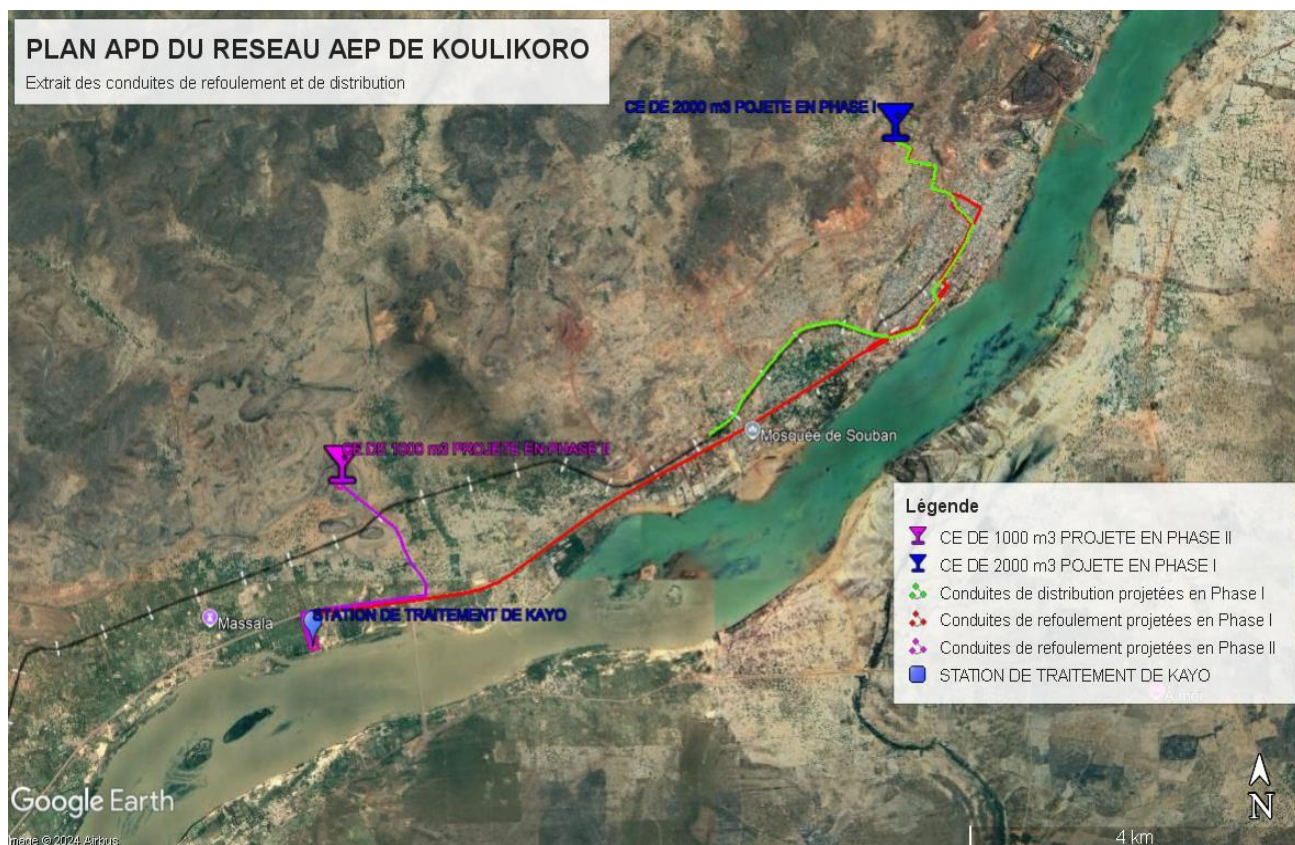 PLAN APD DU RESEAU AEP DE KOULIKORO
Extrait des conduites de refoulement et de distribution
CE DE 2000 m3 POJETE EN PHASE I
Mosquée de Souban
CE DE 1000 m3 PROJETE EN PHASE II
Massala
STATION DE TRAITEMENT DE KAYO
Légende
CE DE 1000 m3 PROJETE EN PHASE II
CE DE 2000 m3 POJETE EN PHASE I
Conduites de distribution projetées en Phase I
Conduites de refoulement projetées en Phase I
Conduites de refoulement projetées en Phase II
STATION DE TRAITEMENT DE KAYO
N
Google Earth
Image © 2024 Airbus
4 km